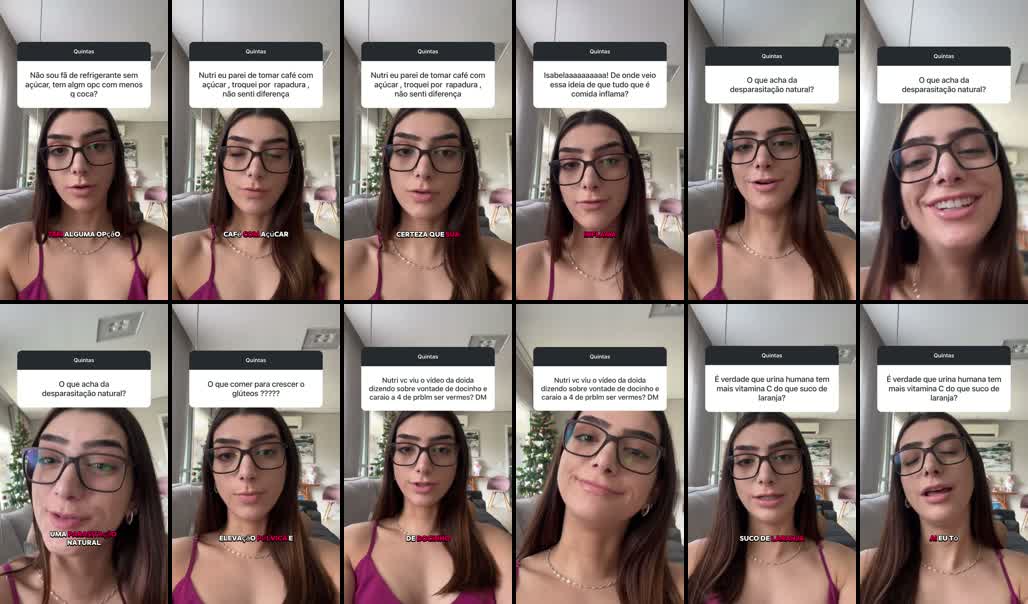 Quintas
Não sou fã de refrigerante sem
açúcar, tem algm opc com menos
q coca?
TEM ALGUMA OPçãO
Quintas
Nutri eu parei de tomar café com
açúcar , troquei por rapadura ,
não senti diferença
CAFé COM AçúCAR
Quintas
Nutri eu parei de tomar café com
açúcar , troquei por rapadura ,
não senti diferença
CERTEZA QUE SUA
Quintas
Isabelaaaaaaaaaa! De onde veio
essa ideia de que tudo que é
comida inflama?
INFLAMA
Quintas
O que acha da
desparasitação natural?
Quintas
O que acha da
desparasitação natural?
Quintas
O que acha da
desparasitação natural?
UMA PARASITAçãO
NATURAL
Quintas
O que comer para crescer o
glúteos ?????
ELEVAçãO PéLVICA E
Quintas
Nutri vc viu o vídeo da doida
dizendo sobre vontade de docinho e
caraio a 4 de prblm ser vermes? DM
DE DOCINHO
Quintas
Nutri vc viu o vídeo da doida
dizendo sobre vontade de docinho e
caraio a 4 de prblm ser vermes? DM
Quintas
É verdade que urina humana tem
mais vitamina C do que suco de
laranja?
SUCO DE LARANJA
Quintas
É verdade que urina humana tem
mais vitamina C do que suco de
laranja?
AI EU Tô